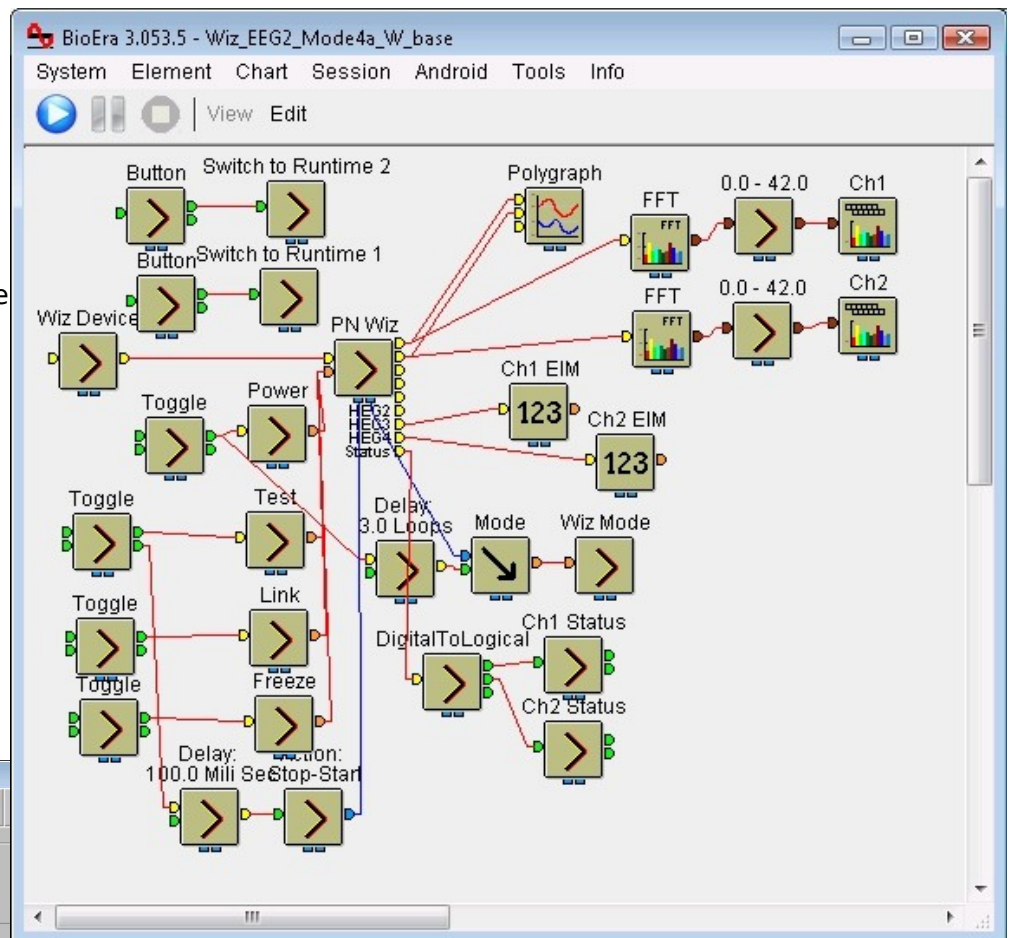 BioEra 3.053.5 - Wiz_EEG2_Mode4a_W_base
System Element Chart Session Android Tools Info
View Edit
Button
Switch to Runtime 2
Polygraph
FFT
FFT
0.0 - 42.0
Ch1
Button
Switch to Runtime 1
FFT
FFT
0.0 - 42.0
Ch2
e
Wiz Device
PN Wiz
HEG2
HEG3
HEG4
Status
Ch1 EIM
123
Ch2 EIM
123
Toggle
Power
Toggle
Test
Delay:
3.0 Loops
Mode
Wiz Mode
Toggle
Link
DigitalToLogical
Ch1 Status
Toggle
Freeze
Ch2 Status
Delay:
100.0 Mili Sec
ction:
Stop-Start